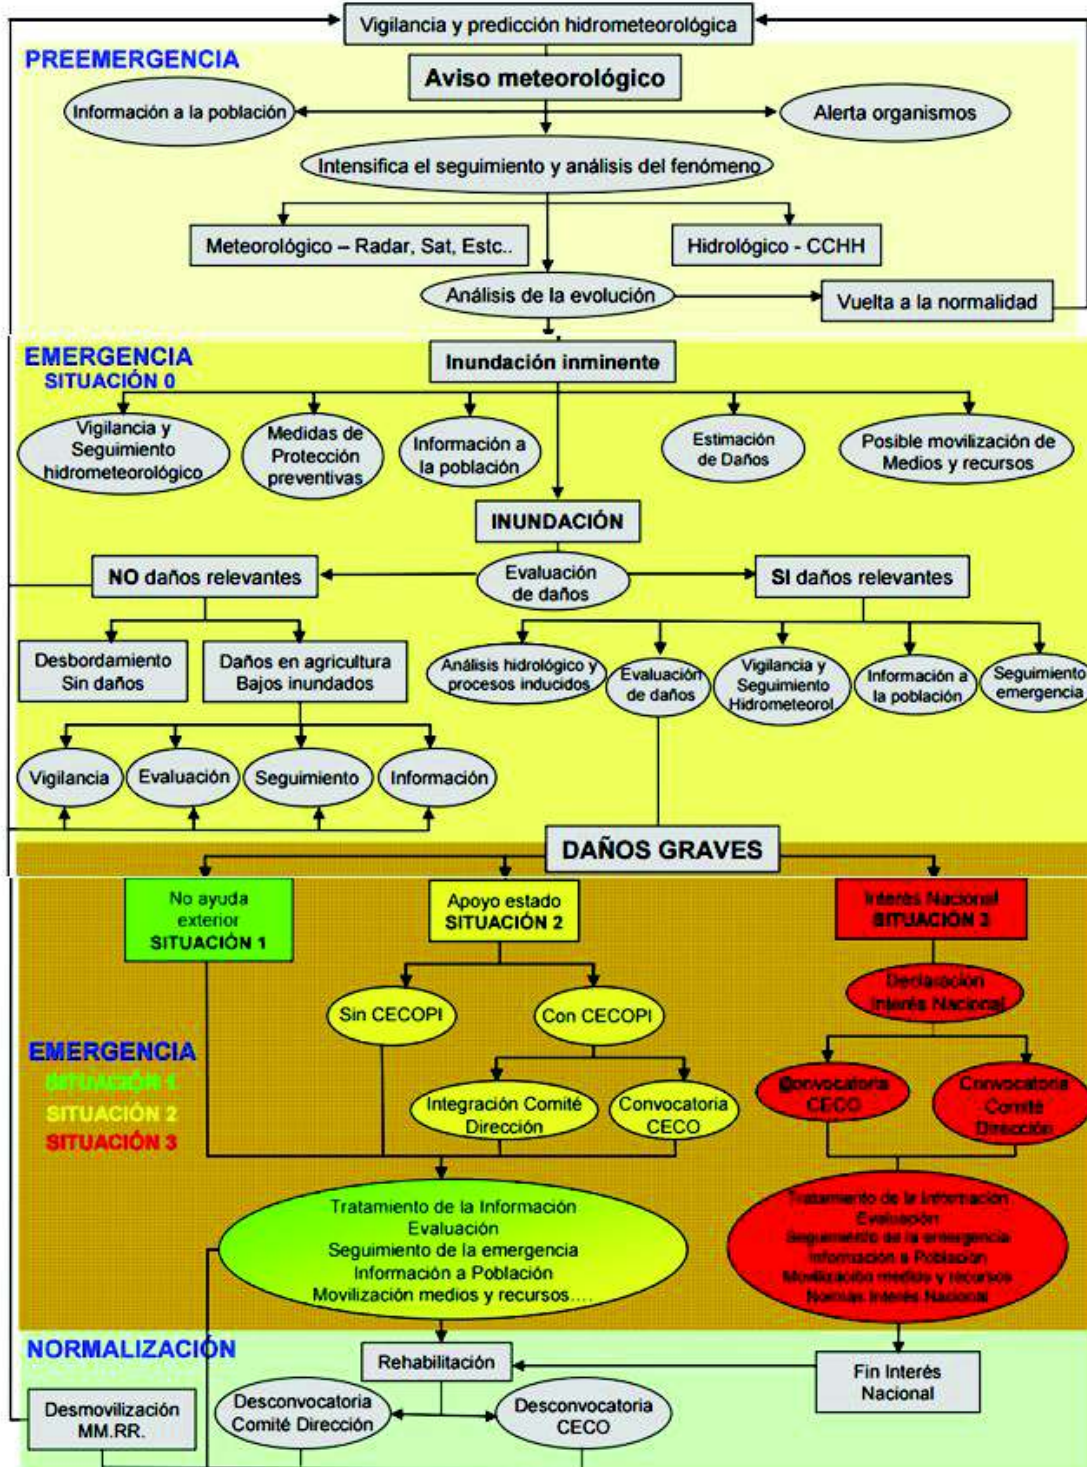 Vigilancia y predicción hidrometeorológica
PREEMERGENCIA
Aviso meteorológico
Información a la población
Alerta organismos
Intensifica el seguimiento y análisis del fenómeno
Meteorológico – Radar, Sat, Estc..
Hidrológico - CCHH
Análisis de la evolución
Vuelta a la normalidad
EMERGENCIA
SITUACIÓN 0
Inundación inminente
Vigilancia y
Seguimiento
hidrometeorológico
Medidas de
Protección
preventivas
Información a
la población
Estimación
de Daños
Posible movilización de
Medios y recursos
INUNDACIÓN
NO daños relevantes
Evaluación
de daños
SI daños relevantes
Desbordamiento
Sin daños
Daños en agricultura
Bajos inundados
Análisis hidrológico y
procesos inducidos
Evaluación
de daños
Vigilancia y
Seguimiento
Hidrometeorol
Información a
la población
Seguimiento
emergencia
Vigilancia
Evaluación
Seguimiento
Información
DAÑOS GRAVES
No ayuda
exterior
SITUACIÓN 1
Apoyo estado
SITUACIÓN 2
Interés Nacional
SITUACIÓN 3
Declaración
Interés Nacional
Sin CECOPI
Con CECOPI
EMERGENCIA
SITUACIÓN 1
SITUACIÓN 2
SITUACIÓN 3
Integración Comité
Dirección
Convocatoria
CECO
Convocatoria
CECO
Convocatoria
Comité
Dirección
Tratamiento de la Información
Evaluación
Seguimiento de la emergencia
Información a Población
Movilización medios y recursos….
Tratamiento de la Información
Evaluación
Seguimiento de la emergencia
Información a Población
Movilización medios y recursos
Normas Interés Nacional
NORMALIZACIÓN
Rehabilitación
Fin Interés
Nacional
Desmovilización
MM.RR.
Desconvocatoria
Comité Dirección
Desconvocatoria
CECO